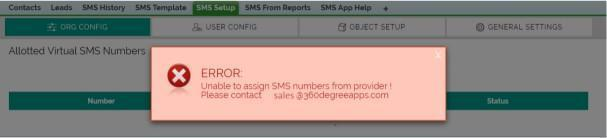 Contacts Leads SMS History SMS Template SMS Setup SMS From Reports SMS App Help +
ORG CONFIG USER CONFIG OBJECT SETUP GENERAL SETTINGS
Allotted Virtual SMS Numbers
X
ERROR:
Unable to assign SMS numbers from provider !
Please contact sales @360degreeapps.com
Number Status